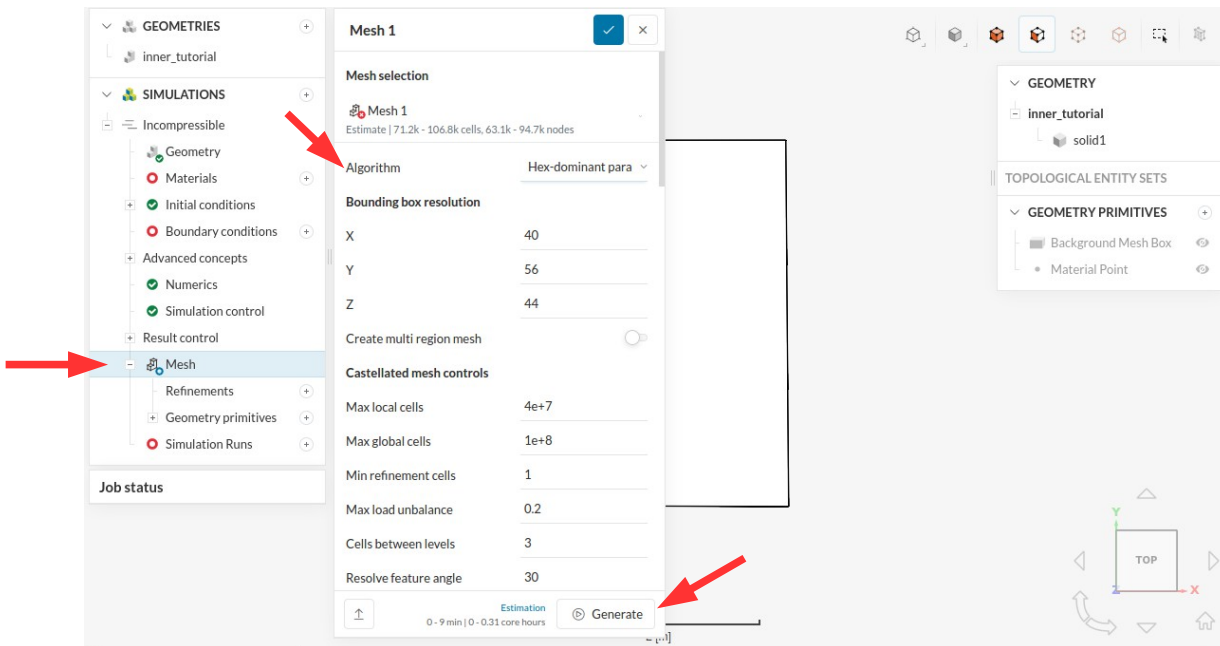 GEOMETRIES
inner_tutorial
SIMULATIONS
Incompressible
Geometry
Materials
Initial conditions
Boundary conditions
Advanced concepts
Numerics
Simulation control
Result control
Mesh
Refinements
Geometry primitives
Simulation Runs
Job status
Mesh 1
Mesh selection
Mesh 1
Estimate | 71.2k - 106.8k cells, 63.1k - 94.7k nodes
Algorithm Hex-dominant para
Bounding box resolution
X 40
Y 56
Z 44
Create multi region mesh
Castellated mesh controls
Max local cells 4e+7
Max global cells 1e+8
Min refinement cells 1
Max load unbalance 0.2
Cells between levels 3
Resolve feature angle 30
Estimation
0 - 9 min | 0 - 0.31 core hours
Generate
GEOMETRY
inner_tutorial
solid1
TOPOLOGICAL ENTITY SETS
GEOMETRY PRIMITIVES
Background Mesh Box
Material Point
Y
TOP
Z
X